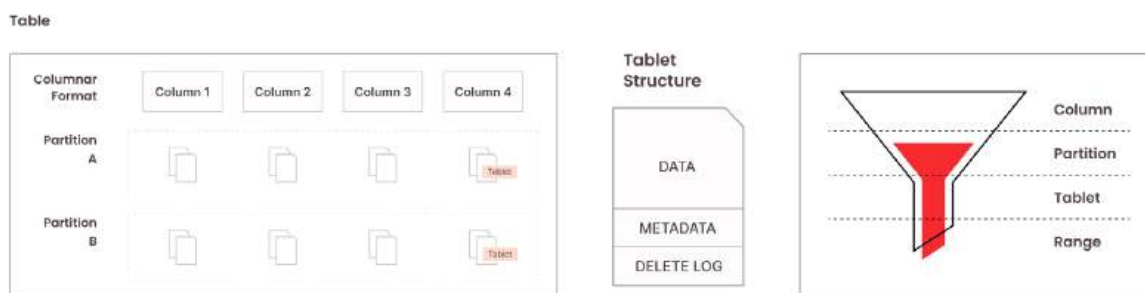 Table
Columnar
Format
Column 1
Column 2
Column 3
Column 4
Partition
A
Tablet
Partition
B
Tablet
Tablet
Structure
DATA
METADATA
DELETE LOG
Column
Partition
Tablet
Range